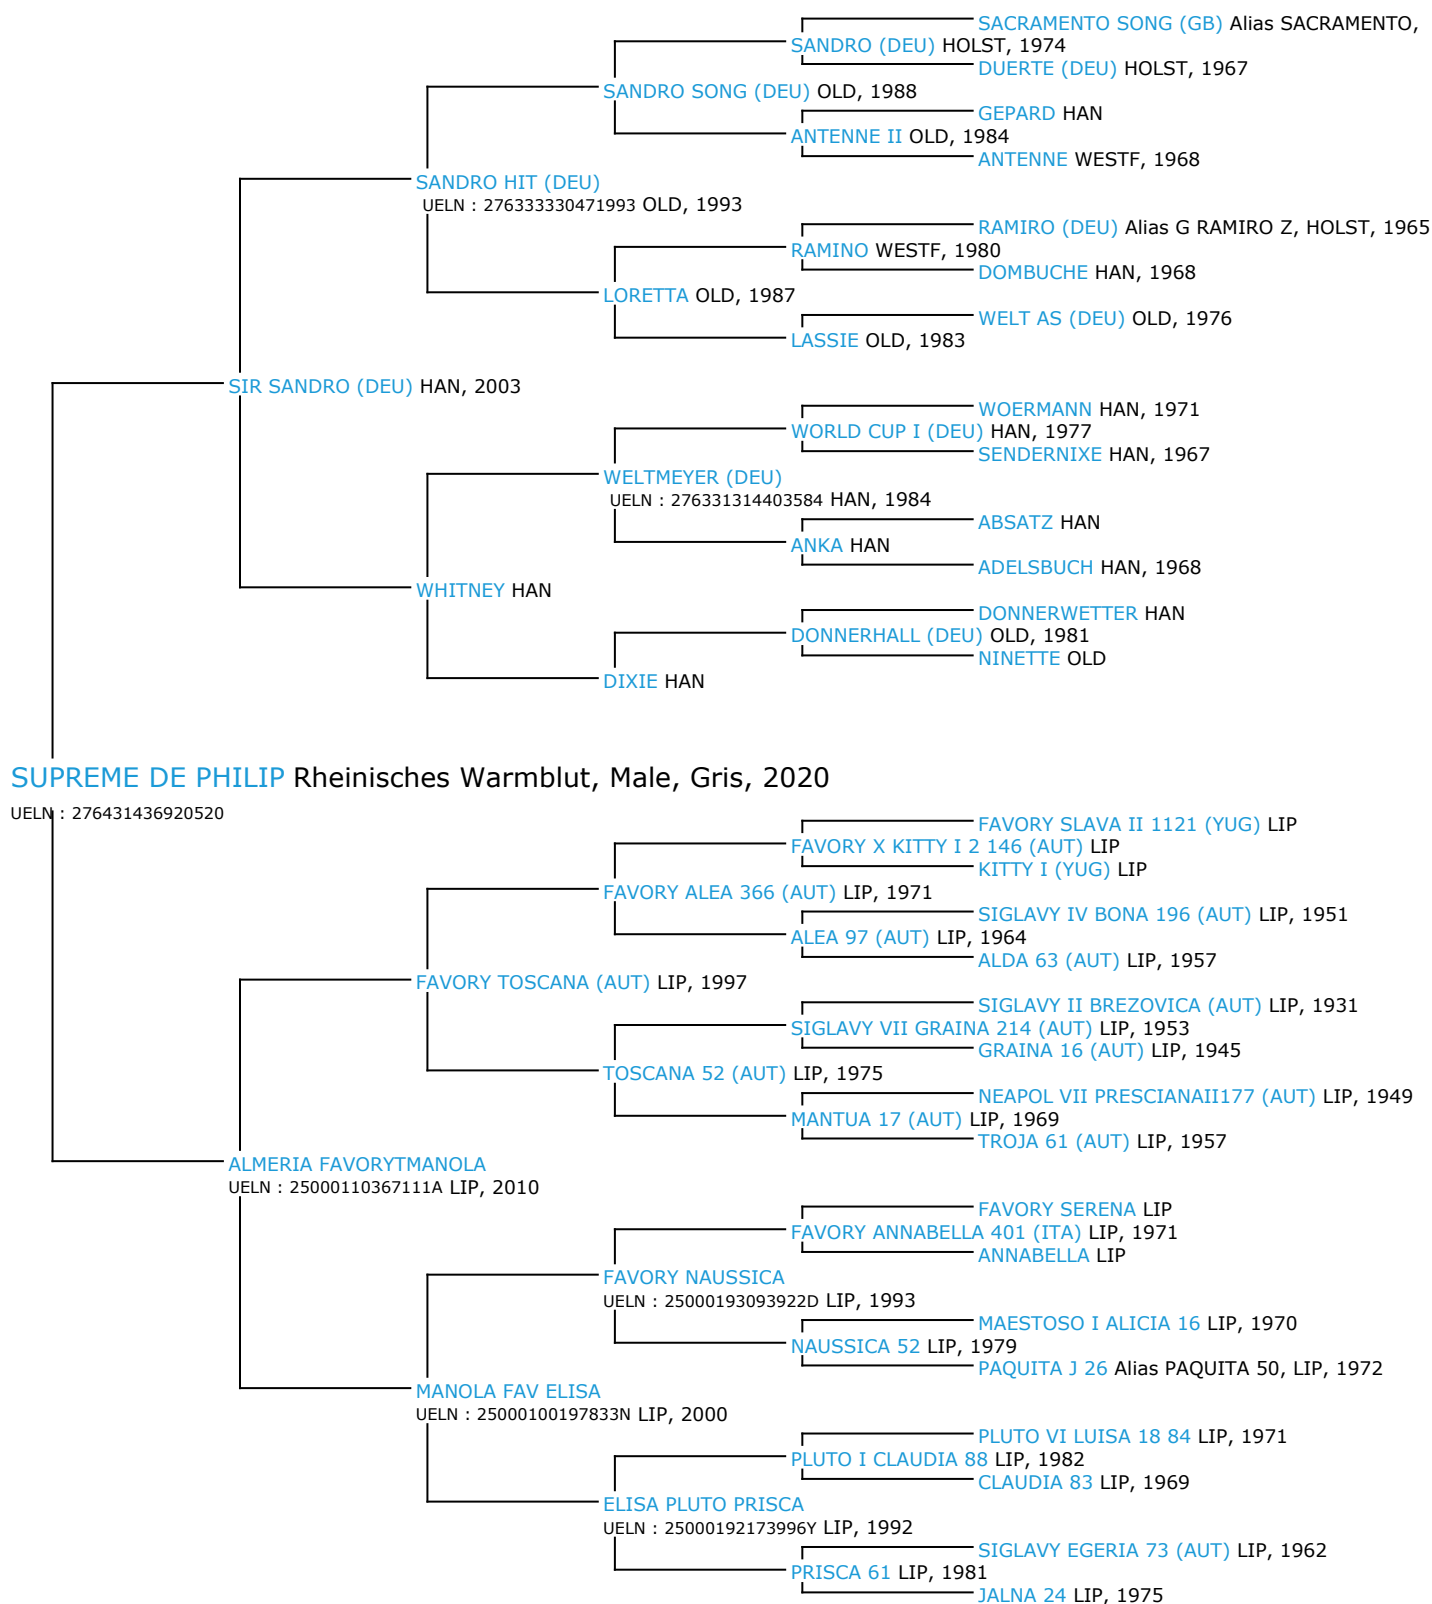 SACRAMENTO SONG (GB) Alias SACRAMENTO,
SANDRO (DEU) HOLST, 1974
DUERTE (DEU) HOLST, 1967
SANDRO SONG (DEU) OLD, 1988
GEPARD HAN
ANTENNE II OLD, 1984
ANTENNE WESTF, 1968
SANDRO HIT (DEU)
UELN : 276333330471993 OLD, 1993
RAMIRO (DEU) Alias G RAMIRO Z, HOLST, 1965
RAMINO WESTF, 1980
DOMBUCHE HAN, 1968
LORETTA OLD, 1987
WELT AS (DEU) OLD, 1976
LASSIE OLD, 1983
SIR SANDRO (DEU) HAN, 2003
WOERMANN HAN, 1971
WORLD CUP I (DEU) HAN, 1977
SENDERNIXE HAN, 1967
WELTMEYER (DEU)
UELN : 276331314403584 HAN, 1984
ABSATZ HAN
ANKA HAN
ADELSBUCH HAN, 1968
WHITNEY HAN
DONNERWETTER HAN
DONNERHALL (DEU) OLD, 1981
NINETTE OLD
DIXIE HAN
SUPREME DE PHILIP Rheinisches Warmblut, Male, Gris, 2020
UELN : 276431436920520
FAVORY SLAVA II 1121 (YUG) LIP
FAVORY X KITTY I 2 146 (AUT) LIP
KITTY I (YUG) LIP
FAVORY ALEA 366 (AUT) LIP, 1971
SIGLAVY IV BONA 196 (AUT) LIP, 1951
ALEA 97 (AUT) LIP, 1964
ALDA 63 (AUT) LIP, 1957
FAVORY TOSCANA (AUT) LIP, 1997
SIGLAVY II BREZOVICA (AUT) LIP, 1931
SIGLAVY VII GRAINA 214 (AUT) LIP, 1953
GRAINA 16 (AUT) LIP, 1945
TOSCANA 52 (AUT) LIP, 1975
NEAPOL VII PRESCIANAII177 (AUT) LIP, 1949
MANTUA 17 (AUT) LIP, 1969
TROJA 61 (AUT) LIP, 1957
ALMERIA FAVORYTMANOLA
UELN : 25000110367111A LIP, 2010
FAVORY SERENA LIP
FAVORY ANNABELLA 401 (ITA) LIP, 1971
ANNABELLA LIP
FAVORY NAUSSICA
UELN : 25000193093922D LIP, 1993
MAESTOSO I ALICIA 16 LIP, 1970
NAUSSICA 52 LIP, 1979
PAQUITA J 26 Alias PAQUITA 50, LIP, 1972
MANOLA FAV ELISA
UELN : 25000100197833N LIP, 2000
PLUTO VI LUISA 18 84 LIP, 1971
PLUTO I CLAUDIA 88 LIP, 1982
CLAUDIA 83 LIP, 1969
ELISA PLUTO PRISCA
UELN : 25000192173996Y LIP, 1992
SIGLAVY EGERIA 73 (AUT) LIP, 1962
PRISCA 61 LIP, 1981
JALNA 24 LIP, 1975